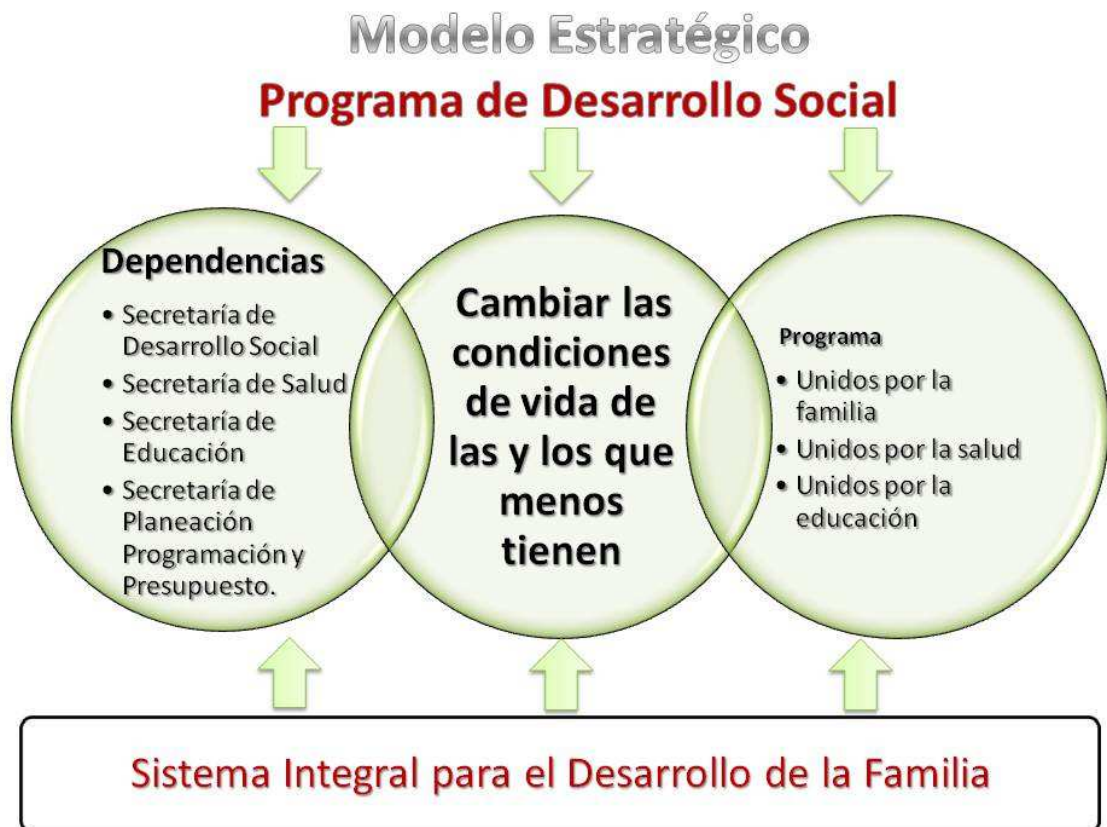 Modelo Estratégico
Programa de Desarrollo Social
Dependencias
• Secretaría de
Desarrollo Social
• Secretaría de Salud
• Secretaría de
Educación
• Secretaría de
Planeación
Programación y
Presupuesto.
Cambiar las
condiciones
de vida de
las y los que
menos
tienen
Programa
• Unidos por la
familia
• Unidos por la salud
• Unidos por la
educación
Sistema Integral para el Desarrollo de la Familia